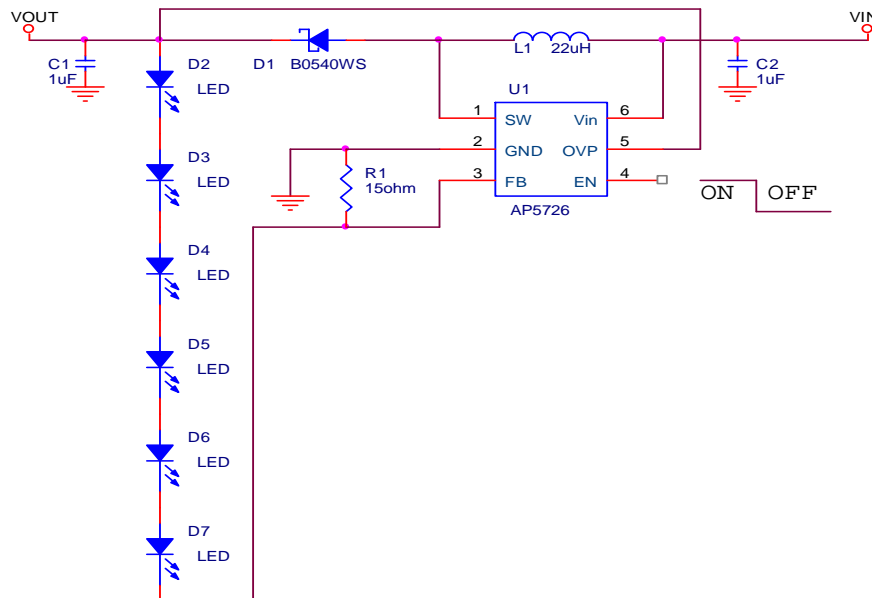 VOUT
VIN
C1
1uF
D2
LED
D1
B0540WS
L1
22uH
C2
1uF
U1
1
SW
Vin
6
2
GND
OVP
5
3
FB
EN
4
AP5726
R1
15ohm
ON
OFF
D3
LED
D4
LED
D5
LED
D6
LED
D7
LED